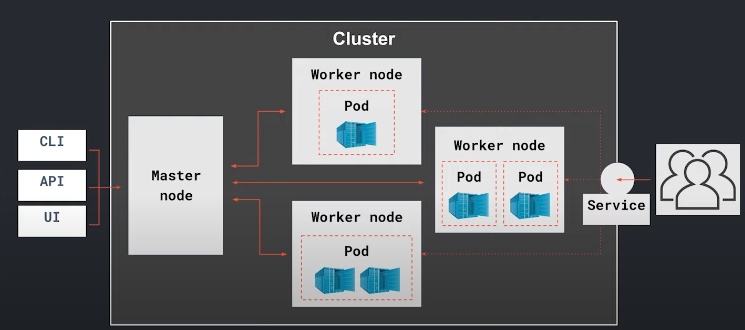 Cluster
CLI
API
UI
Master
node
Worker node
Pod
Worker node
Pod Pod
Worker node
Pod
Service